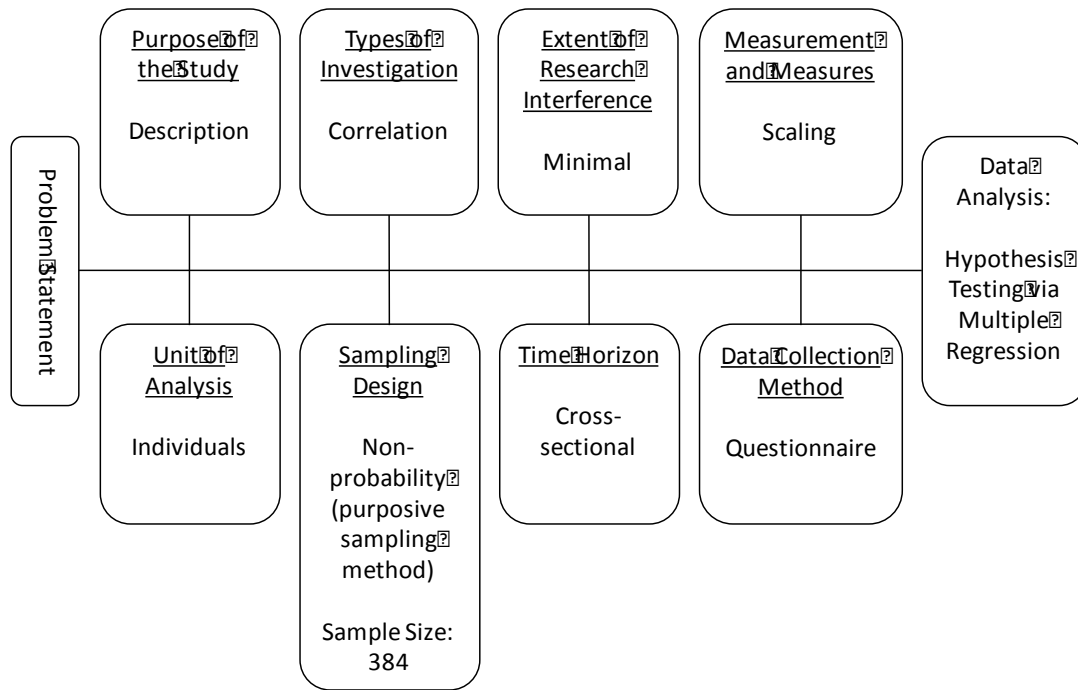 Purpose of
the Study
Description
Types of
Investigation
Correlation
Extent of
Research
Interference
Minimal
Measurement
and Measures
Scaling
Problem Statement
Data
Analysis:
Hypothesis
Testing via
Multiple
Regression
Unit of
Analysis
Individuals
Sampling
Design
Non-
probability
(purposive
sampling
method)
Sample Size:
384
Time Horizon
Cross-
sectional
Data Collection
Method
Questionnaire